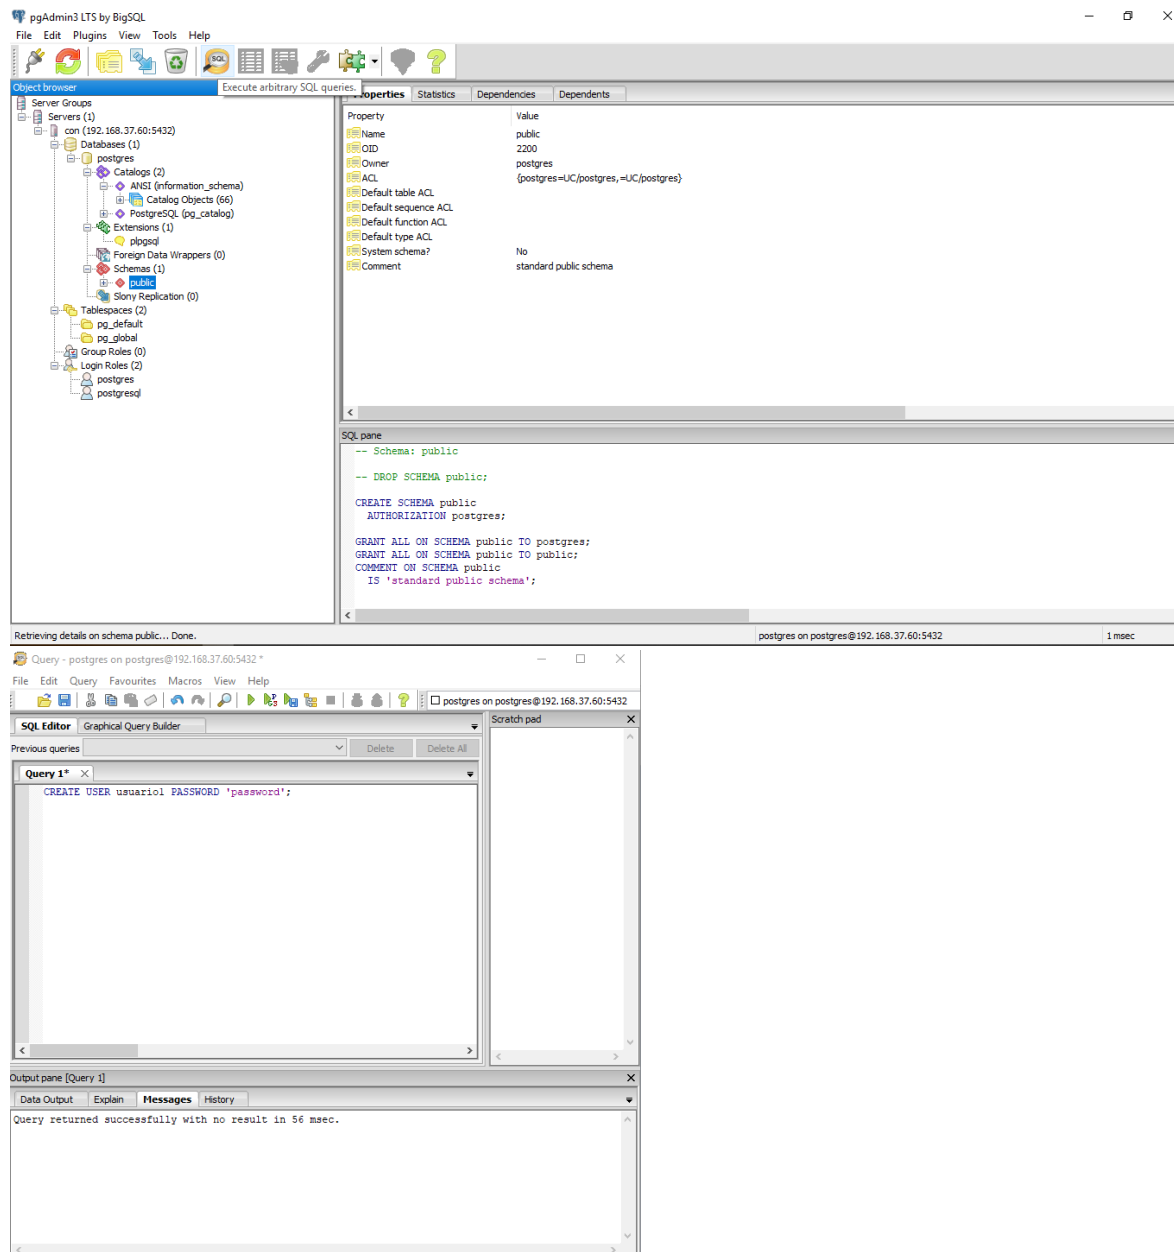 pgAdmin3 LTS by BigSQL
File Edit Plugins View Tools Help
SQL
Object browser
Execute arbitrary SQL queries.
Server Groups
Servers (1)
con (192.168.37.60:5432)
Databases (1)
postgres
Catalogs (2)
ANSI (information_schema)
Catalog Objects (66)
PostgreSQL (pg_catalog)
Extensions (1)
plpgsql
Foreign Data Wrappers (0)
Schemas (1)
public
Slony Replication (0)
Tablespaces (2)
pg_default
pg_global
Group Roles (0)
Login Roles (2)
postgres
postgresql
Properties Statistics Dependencies Dependents
Property Value
Name public
OID 2200
Owner postgres
ACL {postgres=UC/postgres,=UC/postgres}
Default table ACL
Default sequence ACL
Default function ACL
Default type ACL
System schema? No
Comment standard public schema
SQL pane
-- Schema: public
-- DROP SCHEMA public;
CREATE SCHEMA public
AUTHORIZATION postgres;
GRANT ALL ON SCHEMA public TO postgres;
GRANT ALL ON SCHEMA public TO public;
COMMENT ON SCHEMA public
IS 'standard public schema';
Retrieving details on schema public... Done. postgres on postgres@192.168.37.60:5432 1 msec
Query - postgres on postgres@192.168.37.60:5432 *
File Edit Query Favourites Macros View Help
postgres on postgres@192.168.37.60:5432
SQL Editor Graphical Query Builder
Previous queries Delete Delete All
Query 1*
CREATE USER usuario1 PASSWORD 'password';
Scratch pad
Output pane [Query 1]
Data Output Explain Messages History
Query returned successfully with no result in 56 msec.